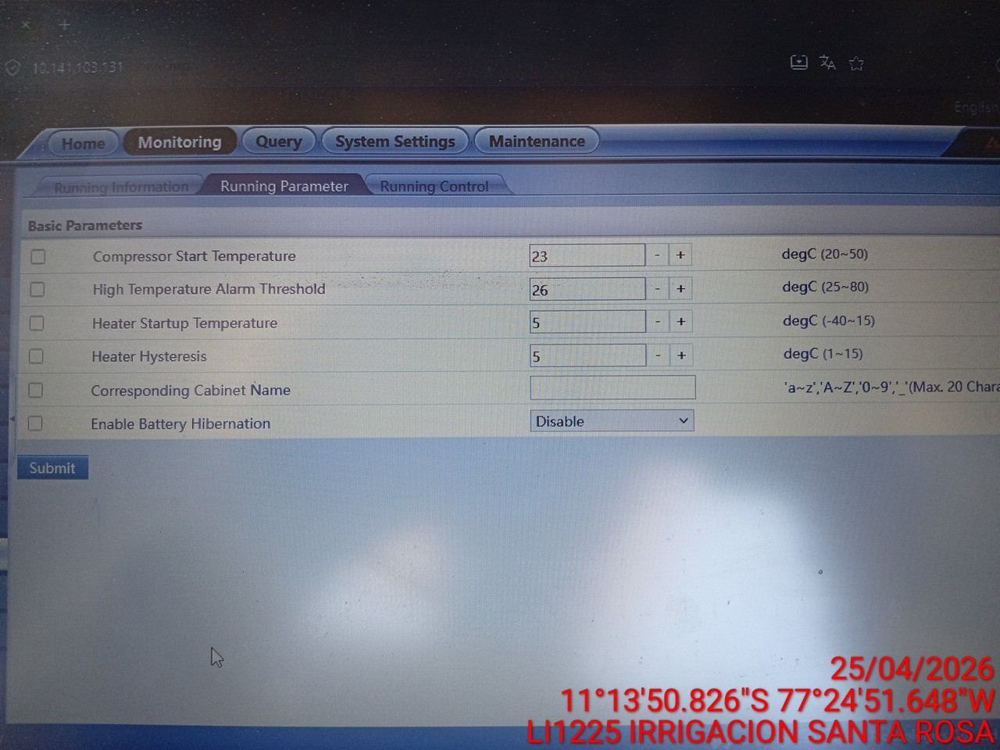 10.141.103.131
English
Home Monitoring Query System Settings Maintenance
Running Information Running Parameter Running Control
Basic Parameters
Compressor Start Temperature 23 - + degC (20~50)
High Temperature Alarm Threshold 26 - + degC (25~80)
Heater Startup Temperature 5 - + degC (-40~15)
Heater Hysteresis 5 - + degC (1~15)
Corresponding Cabinet Name 'a~z','A~Z','0~9','_'(Max. 20 Chara
Enable Battery Hibernation Disable
Submit
25/04/2026
11°13'50.826"S 77°24'51.648"W
LI1225 IRRIGACION SANTA ROSA